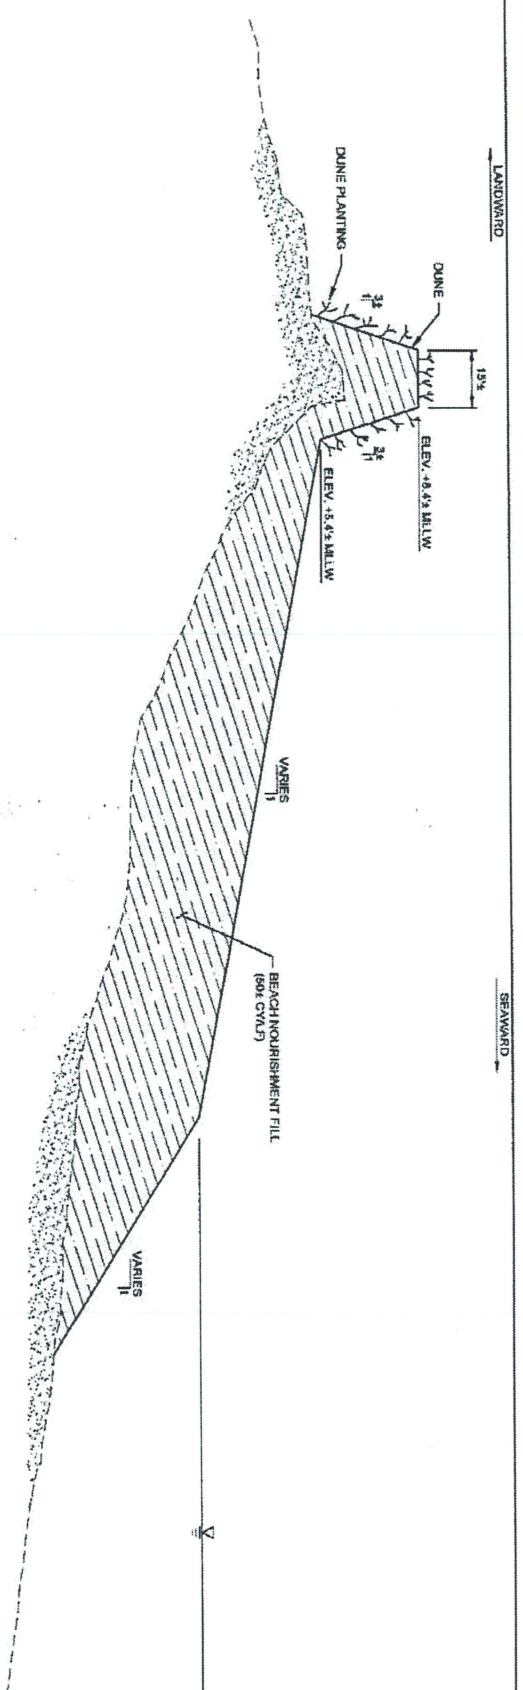 LANDWARD
SEAWARD
15'±
DUNE
DUNE PLANTING
3±
1
3±
1
ELEV. +8.4'± MLLW
ELEV. +5.4'± MLLW
VARIES
1
BEACH NOURISHMENT FILL
(50± CY/LF)
VARIES
1